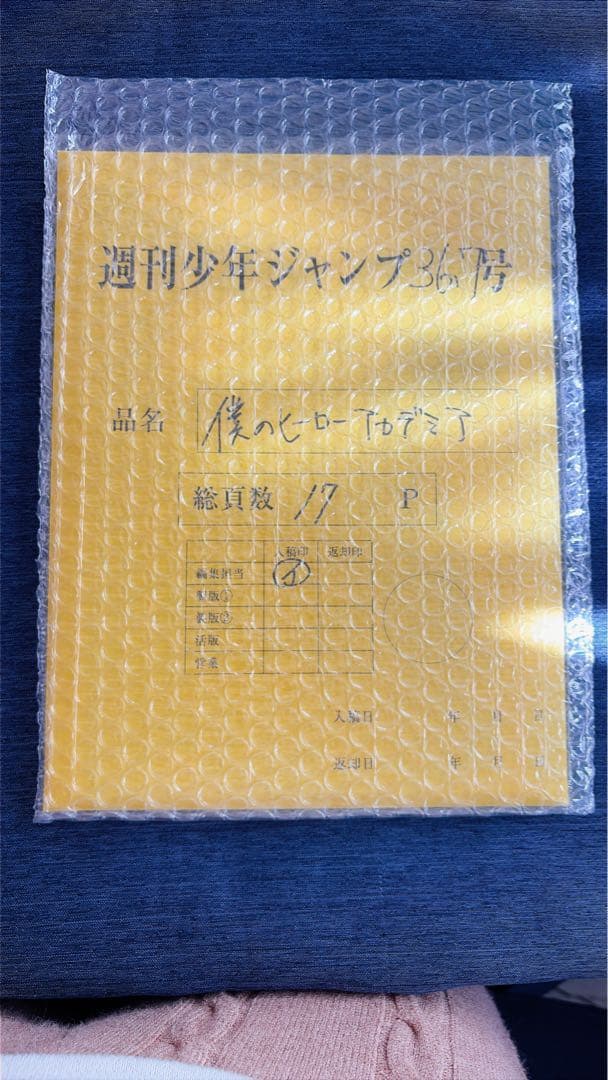 週刊少年ジャンプ367号
品名 僕のヒーローアカデミア
総頁数 17 P
入稿印 返却印
編集担当 イ
製版①
製版②
活版
営業
入稿日 年 月 日
返却日 年 月 日